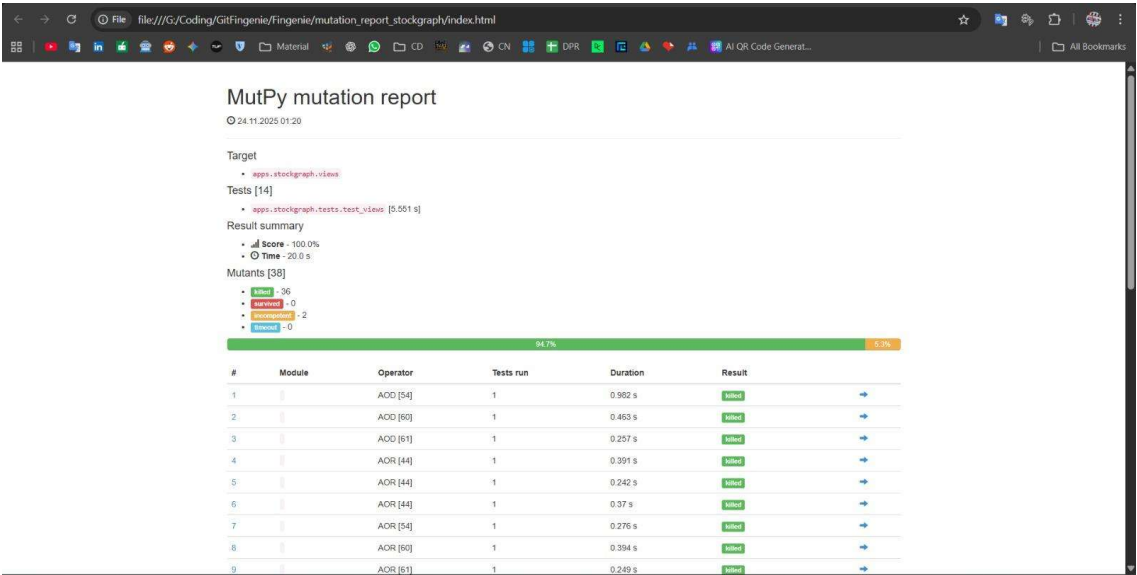 File file:///G:/Coding/GitFingenie/Fingenie/mutation_report_stockgraph/index.html
Material CD CN DPR AI QR Code Generat... All Bookmarks
MutPy mutation report
24.11.2025 01:20
Target
apps.stockgraph.views
Tests [14]
apps.stockgraph.tests.test_views [5.551 s]
Result summary
Score - 100.0%
Time - 20.0 s
Mutants [38]
killed - 36
survived - 0
incompetent - 2
timeout - 0
94.7% 5.3%
# Module Operator Tests run Duration Result
1 AOD [54] 1 0.982 s killed
2 AOD [60] 1 0.463 s killed
3 AOD [61] 1 0.257 s killed
4 AOR [44] 1 0.391 s killed
5 AOR [44] 1 0.242 s killed
6 AOR [44] 1 0.37 s killed
7 AOR [54] 1 0.276 s killed
8 AOR [60] 1 0.394 s killed
9 AOR [61] 1 0.249 s killed